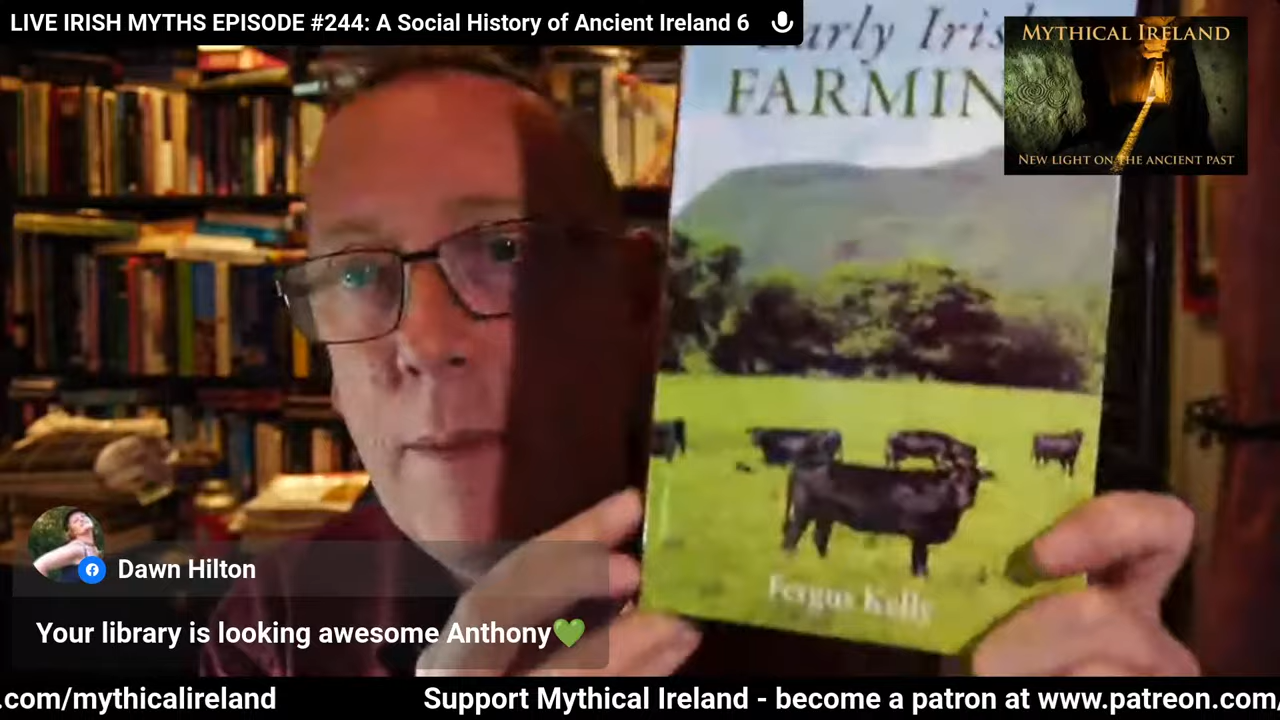 LIVE IRISH MYTHS EPISODE #244: A Social History of Ancient Ireland 6
Early Irish
FARMIN
MYTHICAL IRELAND
NEW LIGHT ON THE ANCIENT PAST
Fergus Kelly
Dawn Hilton
Your library is looking awesome Anthony💚
.com/mythicalireland
Support Mythical Ireland - become a patron at www.patreon.com/